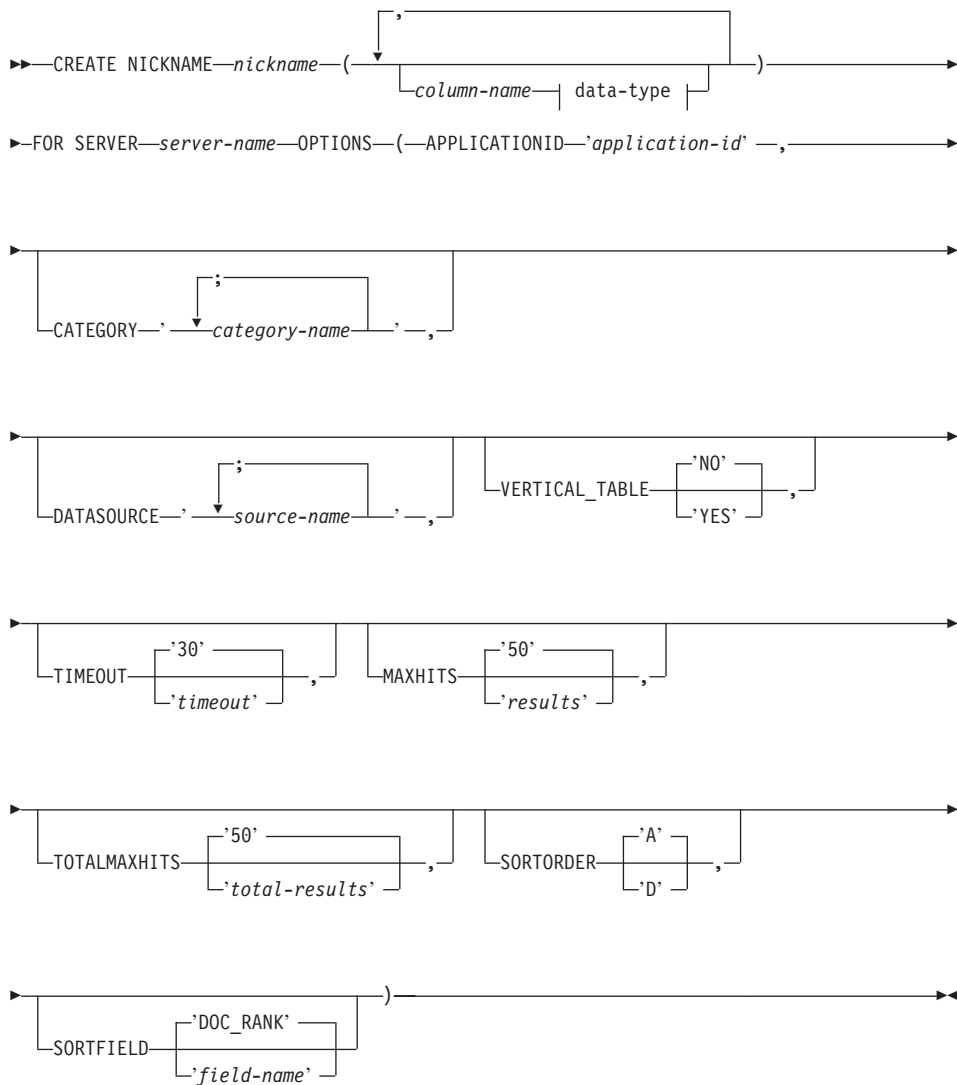 ,
CREATE NICKNAME nickname ( )
column-name data-type
FOR SERVER server-name OPTIONS ( APPLICATIONID ’application-id’ ,
;
CATEGORY ’ category-name ’ ,
;
DATASOURCE ’ source-name ’ ,
’NO’
VERTICAL_TABLE ,
’YES’
’30’
TIMEOUT ,
’timeout’
’50’
MAXHITS ,
’results’
’50’
TOTALMAXHITS ,
’total-results’
’A’
SORTORDER ,
’D’
)
’DOC_RANK’
SORTFIELD
’field-name’